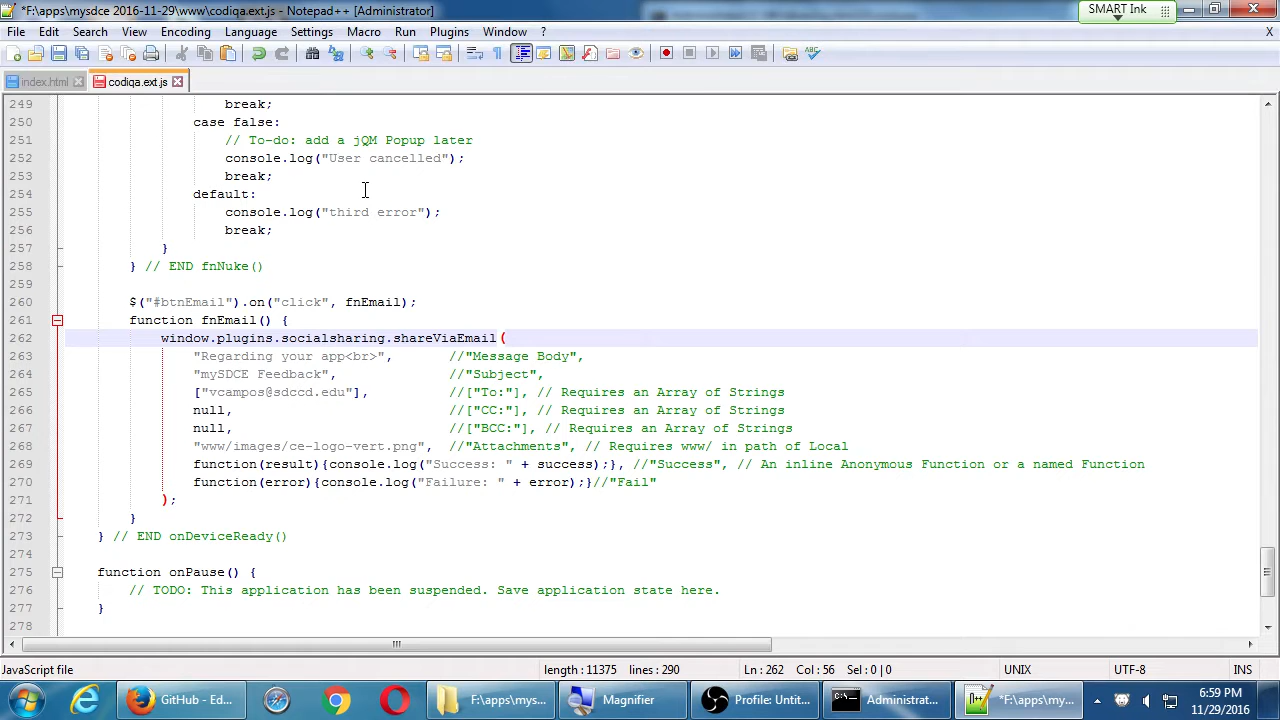 *F:\apps\mysdce 2016-11-29\www\codiqa.ext.js - Notepad++ [Administrator]
SMART Ink
File Edit Search View Encoding Language Settings Macro Run Plugins Window ? X
index.html codiqa.ext.js
249 break;
250 case false:
251 // To-do: add a jQM Popup later
252 console.log("User cancelled");
253 break;
254 default:
255 console.log("third error");
256 break;
257 }
258 } // END fnNuke()
259
260 $("#btnEmail").on("click", fnEmail);
261 function fnEmail() {
262 window.plugins.socialsharing.shareViaEmail(
263 "Regarding your app<br>", //"Message Body",
264 "mySDCE Feedback", //"Subject",
265 ["vcampos@sdccd.edu"], //["To:"], // Requires an Array of Strings
266 null, //["CC:"], // Requires an Array of Strings
267 null, //["BCC:"], // Requires an Array of Strings
268 "www/images/ce-logo-vert.png", //"Attachments", // Requires www/ in path of Local
269 function(result){console.log("Success: " + success);}, //"Success", // An inline Anonymous Function or a named Function
270 function(error){console.log("Failure: " + error);}//"Fail"
271 );
272 }
273 } // END onDeviceReady()
274
275 function onPause() {
276 // TODO: This application has been suspended. Save application state here.
277 }
278
JavaScript file length : 11375 lines : 290 Ln : 262 Col : 56 Sel : 0 | 0 UNIX UTF-8 INS
GitHub - Ed... F:\apps\mys... Magnifier Profile: Untit... Administrat... *F:\apps\my... 6:59 PM
11/29/2016